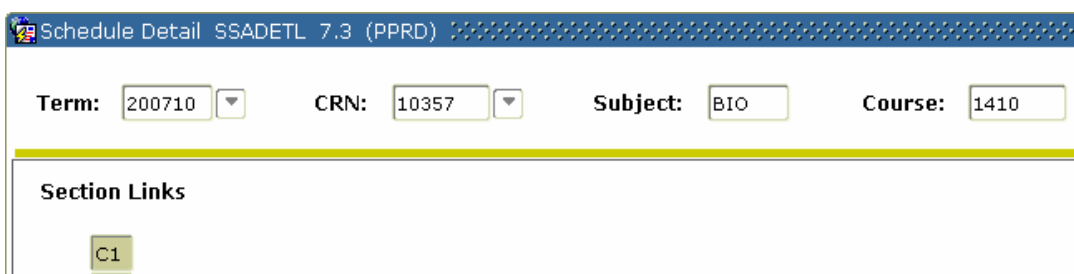 Schedule Detail SSADETL 7.3 (PPRD)
Term: 200710 CRN: 10357 Subject: BIO Course: 1410
Section Links
C1